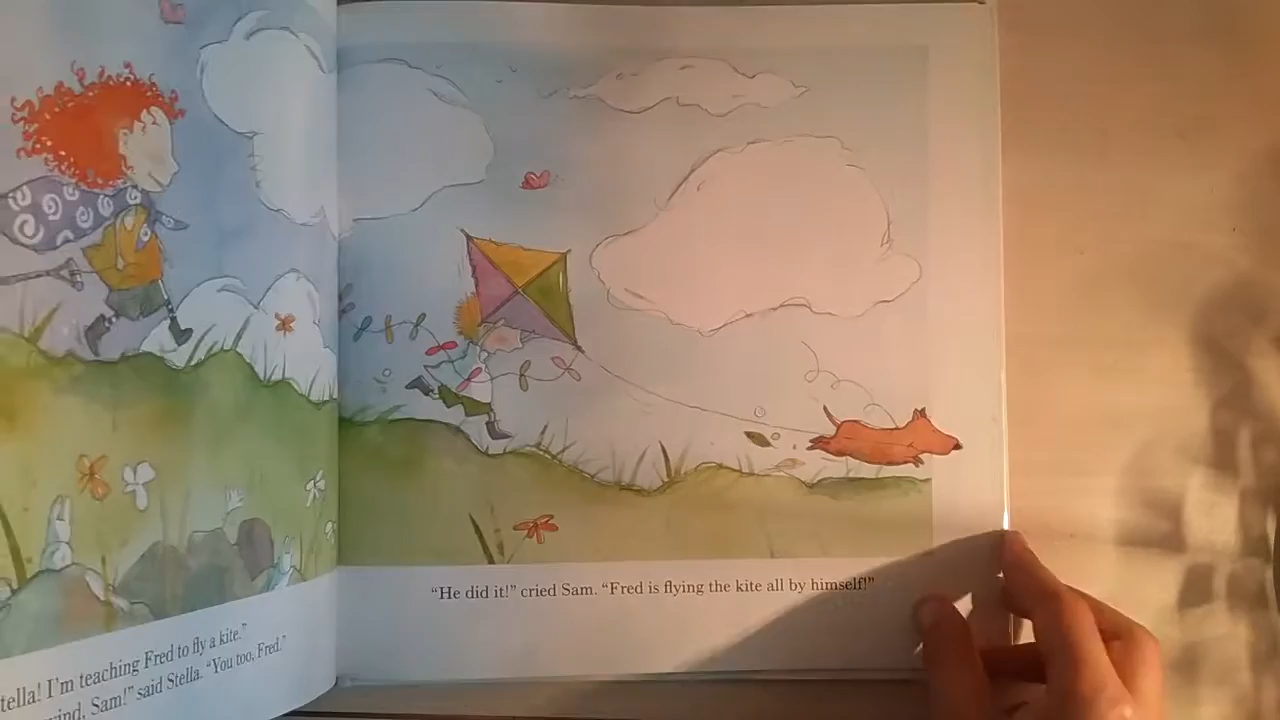 tella! I'm teaching Fred to fly a kite."
wind, Sam!" said Stella. "You too, Fred."
"He did it!" cried Sam. "Fred is flying the kite all by himself!"